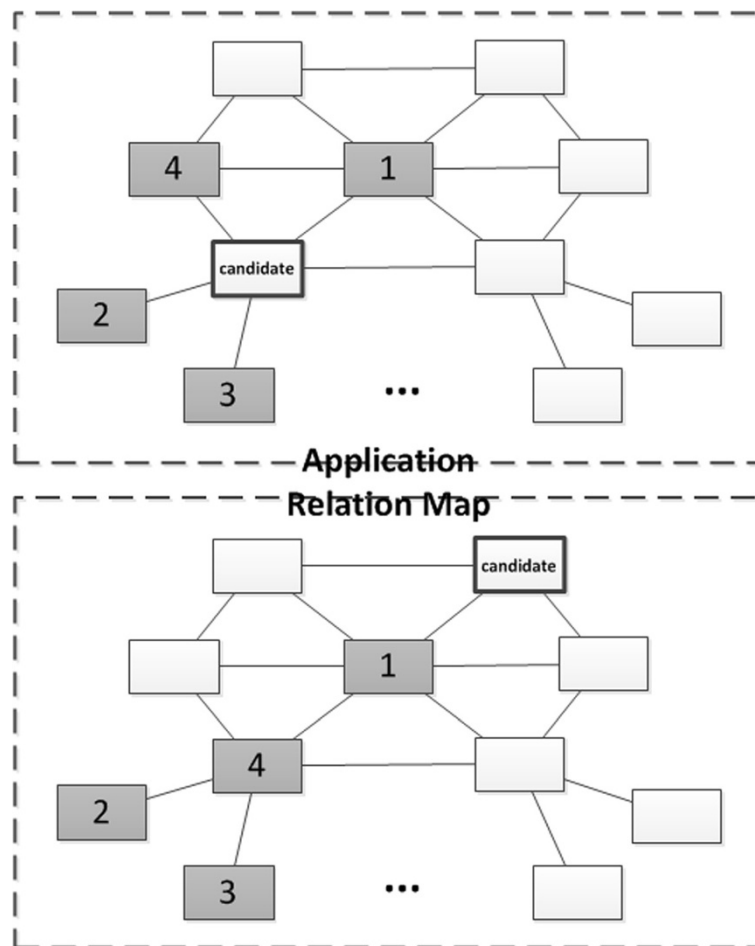 4
1
candidate
2
3
...
Application
Relation Map
candidate
1
4
2
3
...